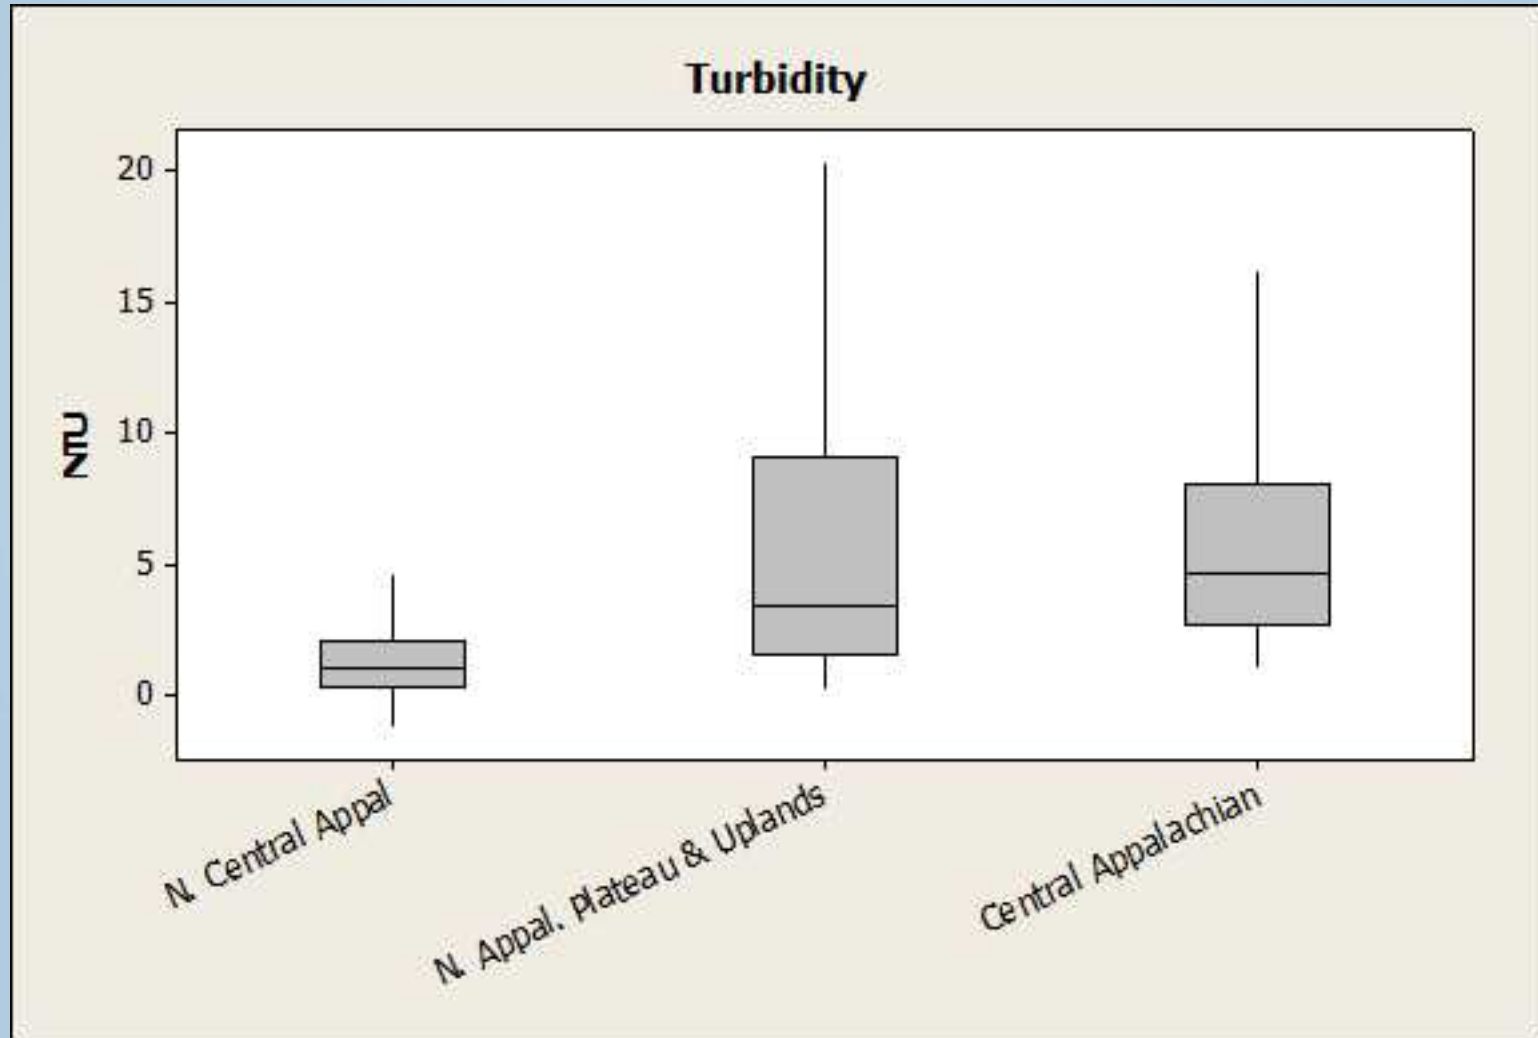 Turbidity
20
15
10
5
0
NTU
N. Central Appal
N. Appal. Plateau & Uplands
Central Appalachian